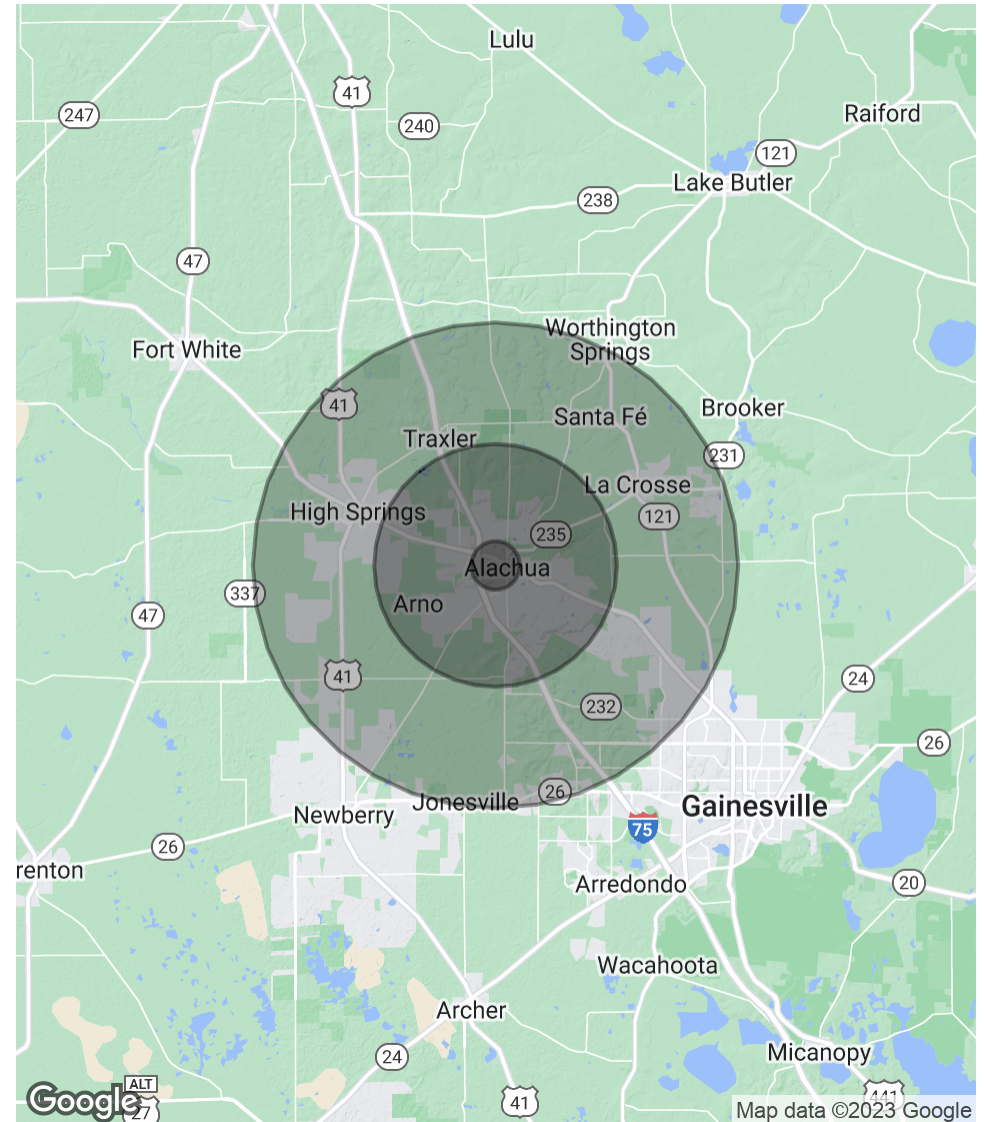 Lulu
41
247
240
Raiford
121
Lake Butler
238
47
Worthington
Springs
Fort White
41
Santa Fé
Brooker
Traxler
231
La Crosse
High Springs
121
235
Alachua
337
Arno
47
41
24
232
26
26
Jonesville
Gainesville
Newberry
75
26
renton
Arredondo
20
Wacahoota
Archer
Micanopy
24
ALT
27
41
441
Google
Map data ©2023 Google